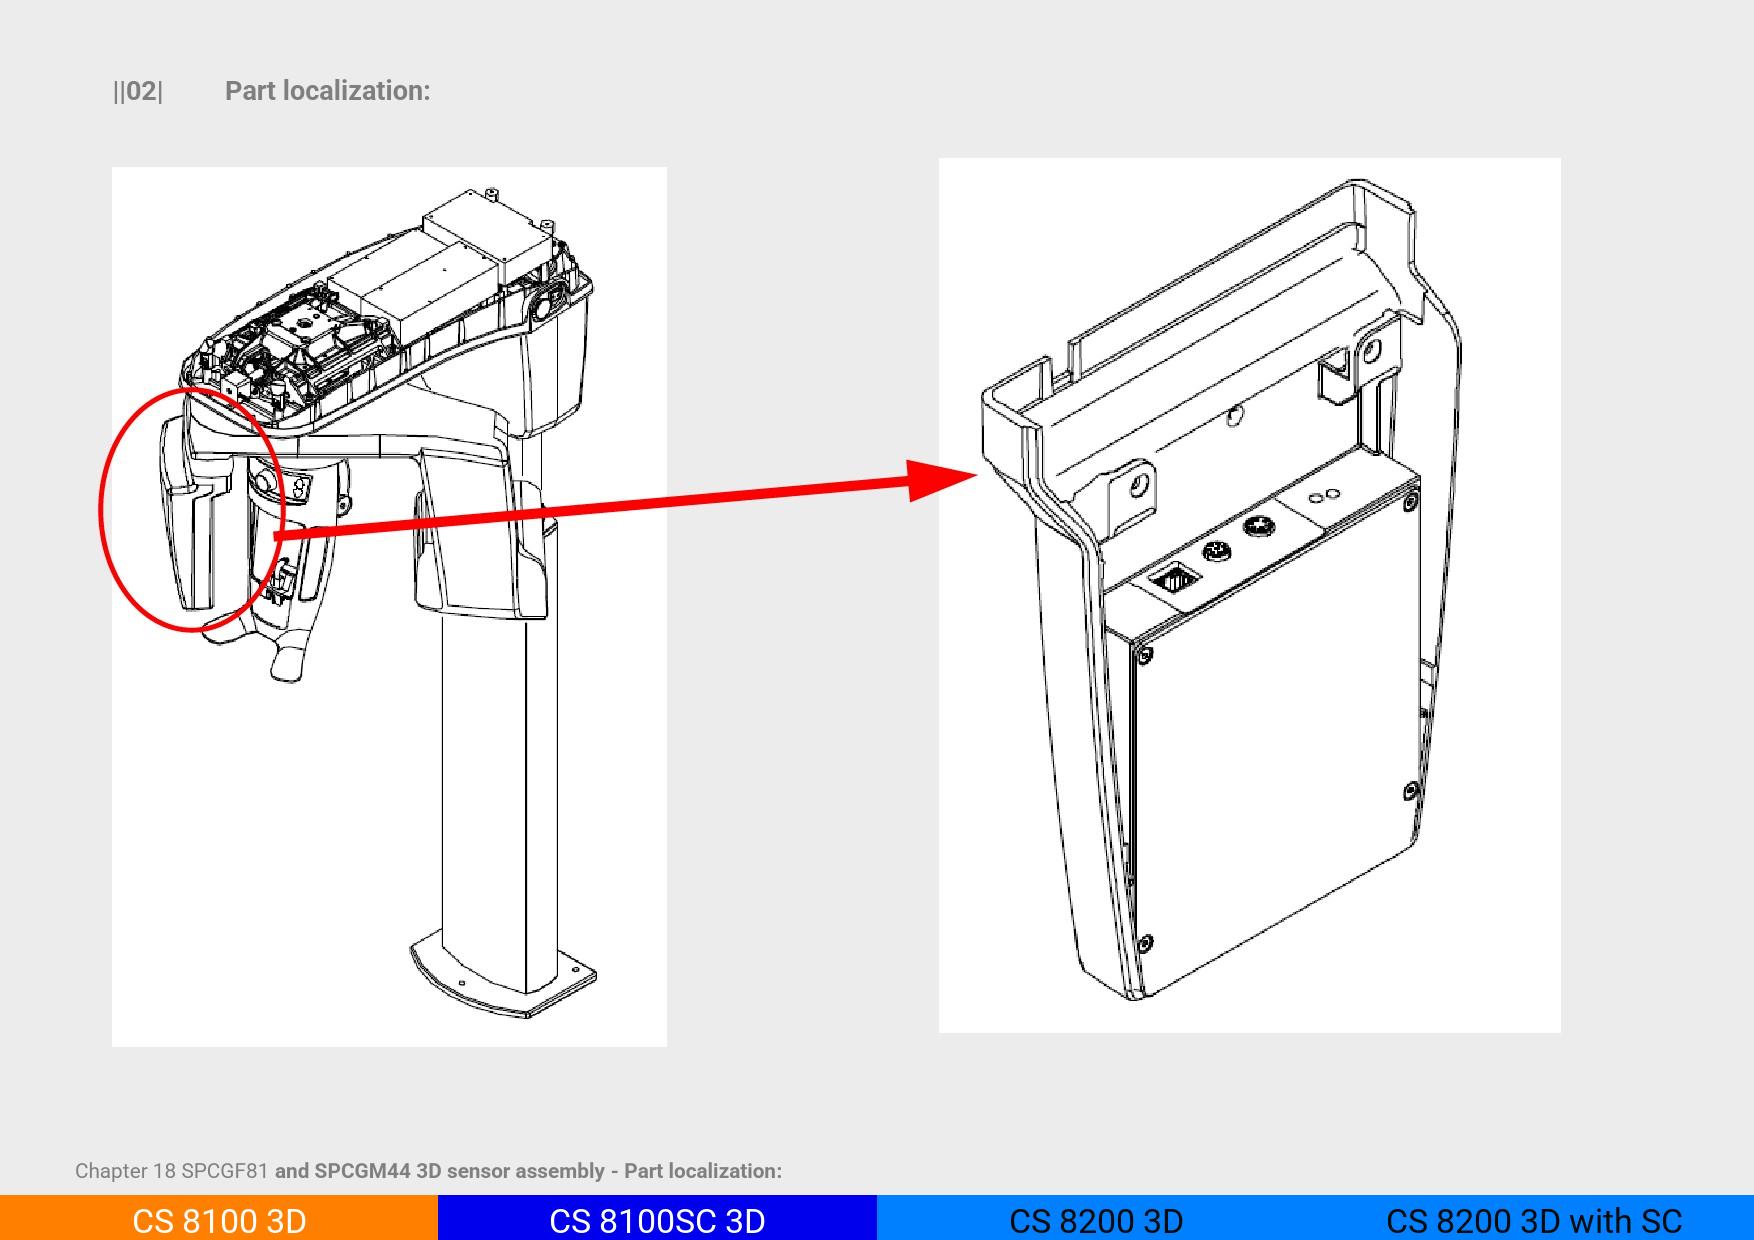 ||02| Part localization:
Chapter 18 SPCGF81 and SPCGM44 3D sensor assembly - Part localization:
CS 8100 3D CS 8100SC 3D CS 8200 3D CS 8200 3D with SC